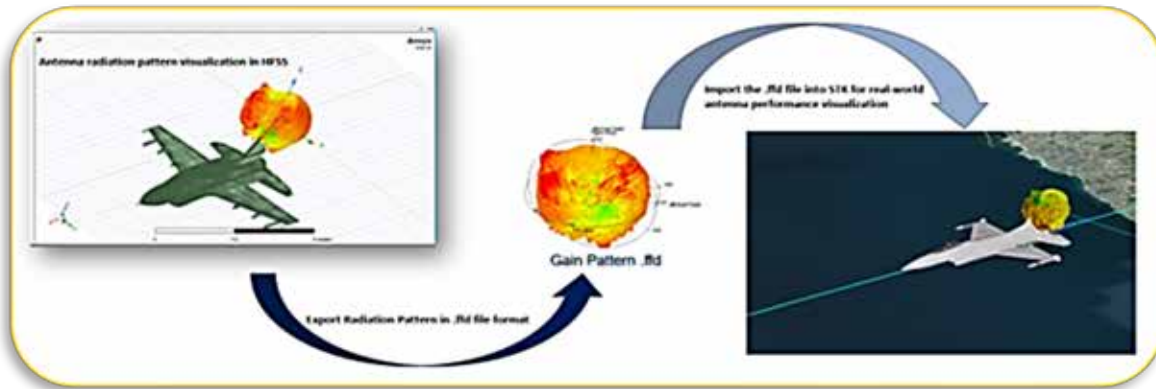 Antenna radiation pattern visualization in HFSS
Import the .ffd file into STK for real-world
antenna performance visualization
Gain Pattern .ffd
Export Radiation Pattern in .ffd file format